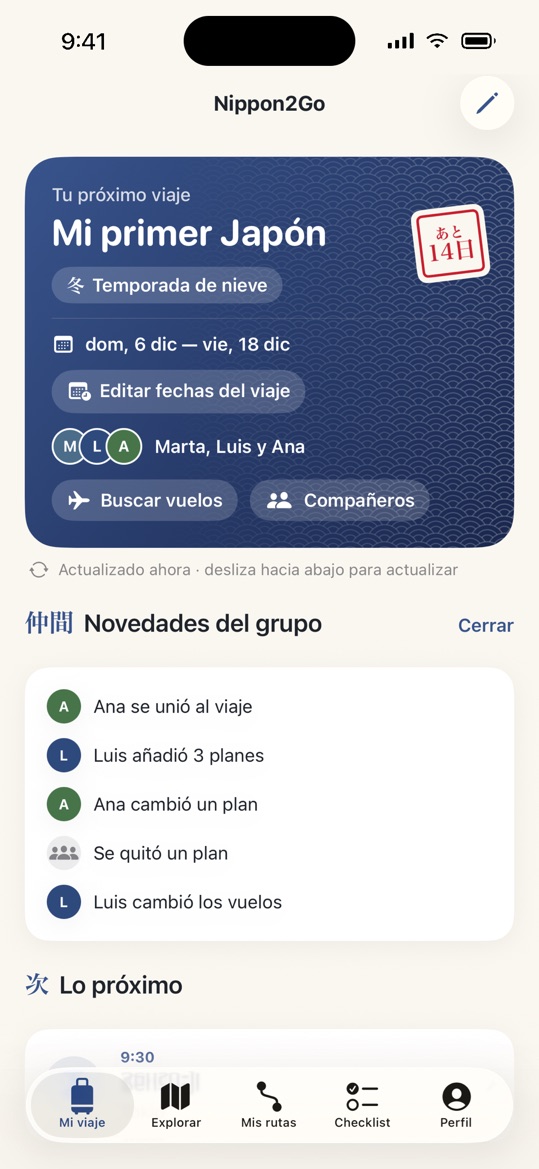 9:41
Nippon2Go
Tu próximo viaje
Mi primer Japón
あと
14日
冬 Temporada de nieve
dom, 6 dic — vie, 18 dic
Editar fechas del viaje
M L A Marta, Luis y Ana
Buscar vuelos Compañeros
Actualizado ahora · desliza hacia abajo para actualizar
仲間 Novedades del grupo Cerrar
A Ana se unió al viaje
L Luis añadió 3 planes
A Ana cambió un plan
Se quitó un plan
L Luis cambió los vuelos
次 Lo próximo
9:30
Mi viaje Explorar Mis rutas Checklist Perfil